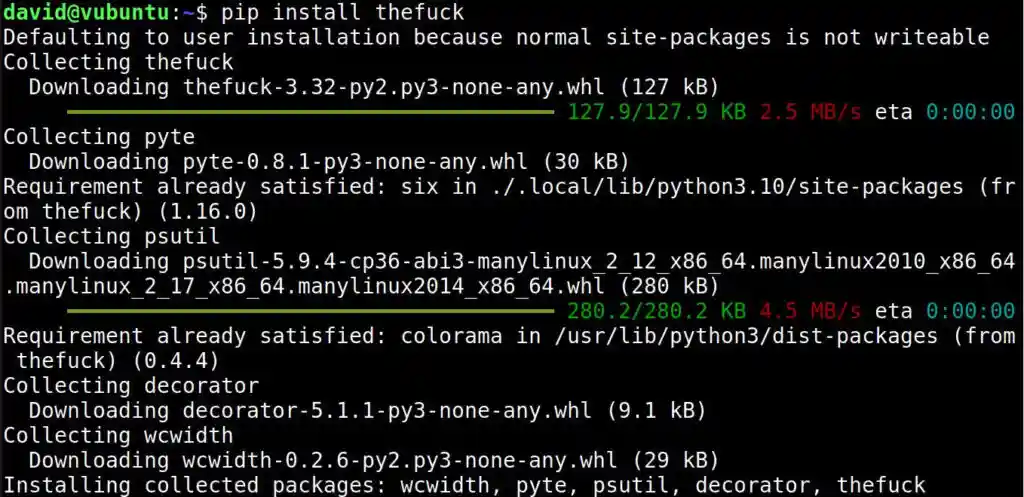 david@vubuntu:~$ pip install thefuck
Defaulting to user installation because normal site-packages is not writeable
Collecting thefuck
  Downloading thefuck-3.32-py2.py3-none-any.whl (127 kB)
127.9/127.9 KB 2.5 MB/s eta 0:00:00
Collecting pyte
  Downloading pyte-0.8.1-py3-none-any.whl (30 kB)
Requirement already satisfied: six in ./.local/lib/python3.10/site-packages (fr
om thefuck) (1.16.0)
Collecting psutil
  Downloading psutil-5.9.4-cp36-abi3-manylinux_2_12_x86_64.manylinux2010_x86_64
.manylinux_2_17_x86_64.manylinux2014_x86_64.whl (280 kB)
280.2/280.2 KB 4.5 MB/s eta 0:00:00
Requirement already satisfied: colorama in /usr/lib/python3/dist-packages (from
 thefuck) (0.4.4)
Collecting decorator
  Downloading decorator-5.1.1-py3-none-any.whl (9.1 kB)
Collecting wcwidth
  Downloading wcwidth-0.2.6-py2.py3-none-any.whl (29 kB)
Installing collected packages: wcwidth, pyte, psutil, decorator, thefuck